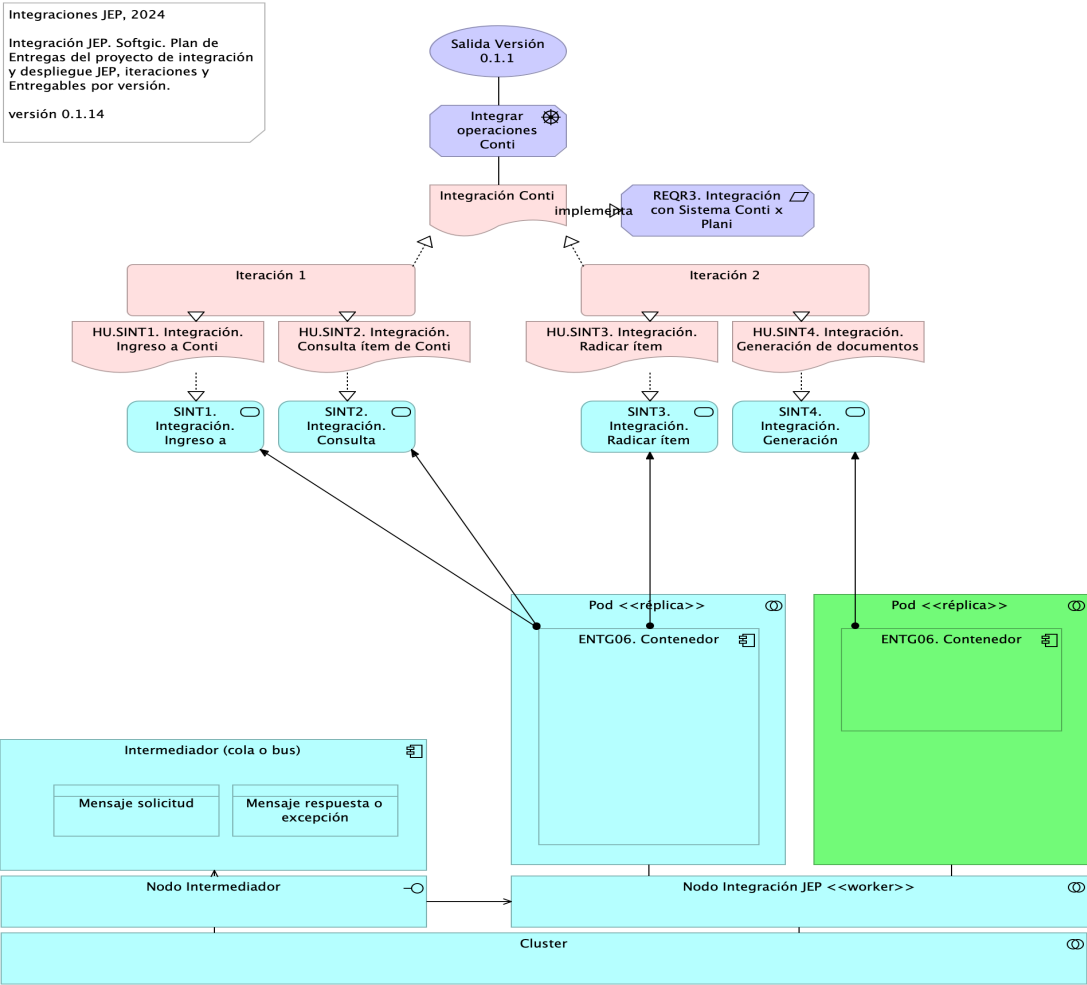 Integraciones JEP, 2024
Integración JEP. Softgic. Plan de
Entregas del proyecto de integración
y despliegue JEP, iteraciones y
Entregables por versión.
versión 0.1.14
Salida Versión
0.1.1
Integrar
operaciones
Conti
Integración Conti
implementa
REQR3. Integración
con Sistema Conti x
Plani
Iteración 1
Iteración 2
HU.SINT1. Integración.
Ingreso a Conti
HU.SINT2. Integración.
Consulta ítem de Conti
HU.SINT3. Integración.
Radicar ítem
HU.SINT4. Integración.
Generación de documentos
SINT1.
Integración.
Ingreso a
SINT2.
Integración.
Consulta
SINT3.
Integración.
Radicar ítem
SINT4.
Integración.
Generación
Pod <<réplica>>
ENTG06. Contenedor
Pod <<réplica>>
ENTG06. Contenedor
Intermediador (cola o bus)
Mensaje solicitud
Mensaje respuesta o
excepción
Nodo Intermediador
Nodo Integración JEP <<worker>>
Cluster